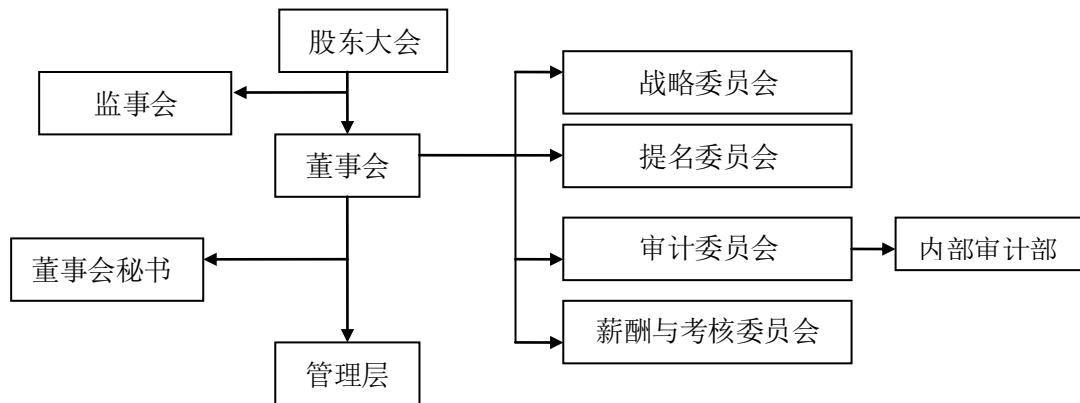 股东大会
战略委员会
监事会
提名委员会
董事会
审计委员会
内部审计部
董事会秘书
薪酬与考核委员会
管理层